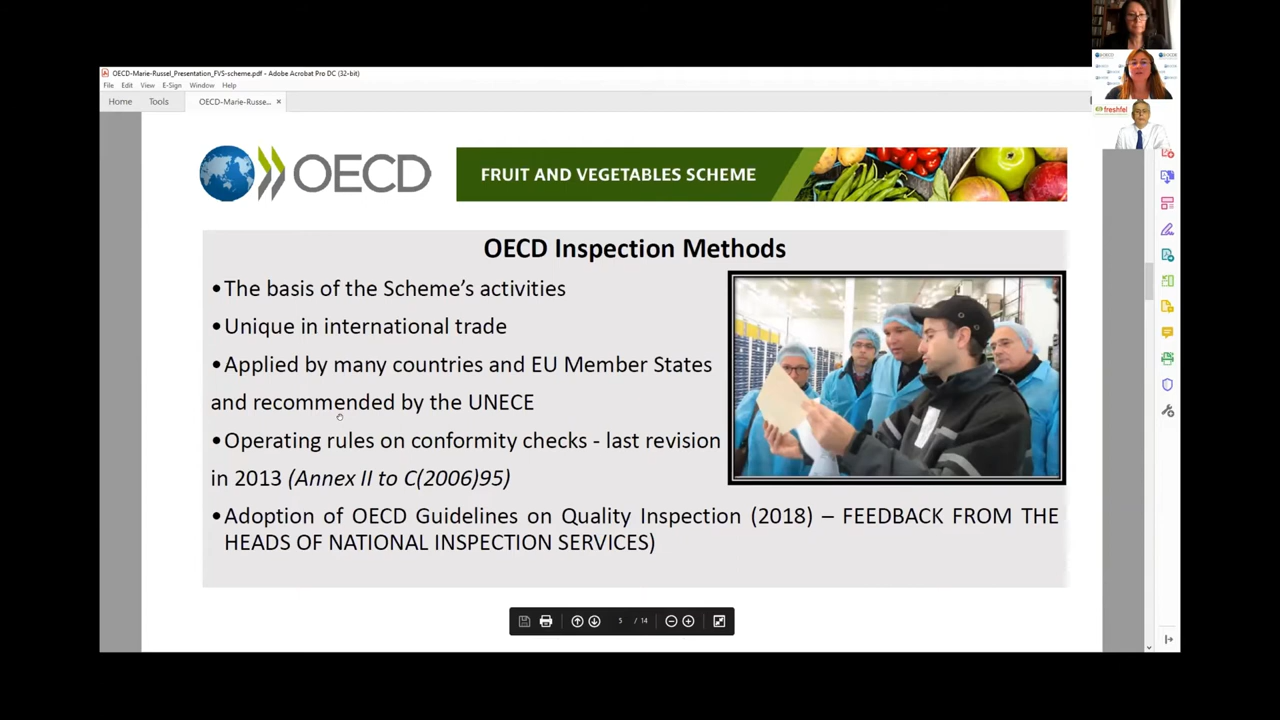 OECD-Marie-Russel_Presentation_FVS-scheme.pdf - Adobe Acrobat Pro DC (32-bit)
File Edit View E-Sign Window Help
Home Tools OECD-Marie-Russe... ×
freshfel
OECD
FRUIT AND VEGETABLES SCHEME
OECD Inspection Methods
•The basis of the Scheme's activities
•Unique in international trade
•Applied by many countries and EU Member States
and recommended by the UNECE
•Operating rules on conformity checks - last revision
in 2013 (Annex II to C(2006)95)
•Adoption of OECD Guidelines on Quality Inspection (2018) – FEEDBACK FROM THE
HEADS OF NATIONAL INSPECTION SERVICES)
5 / 14